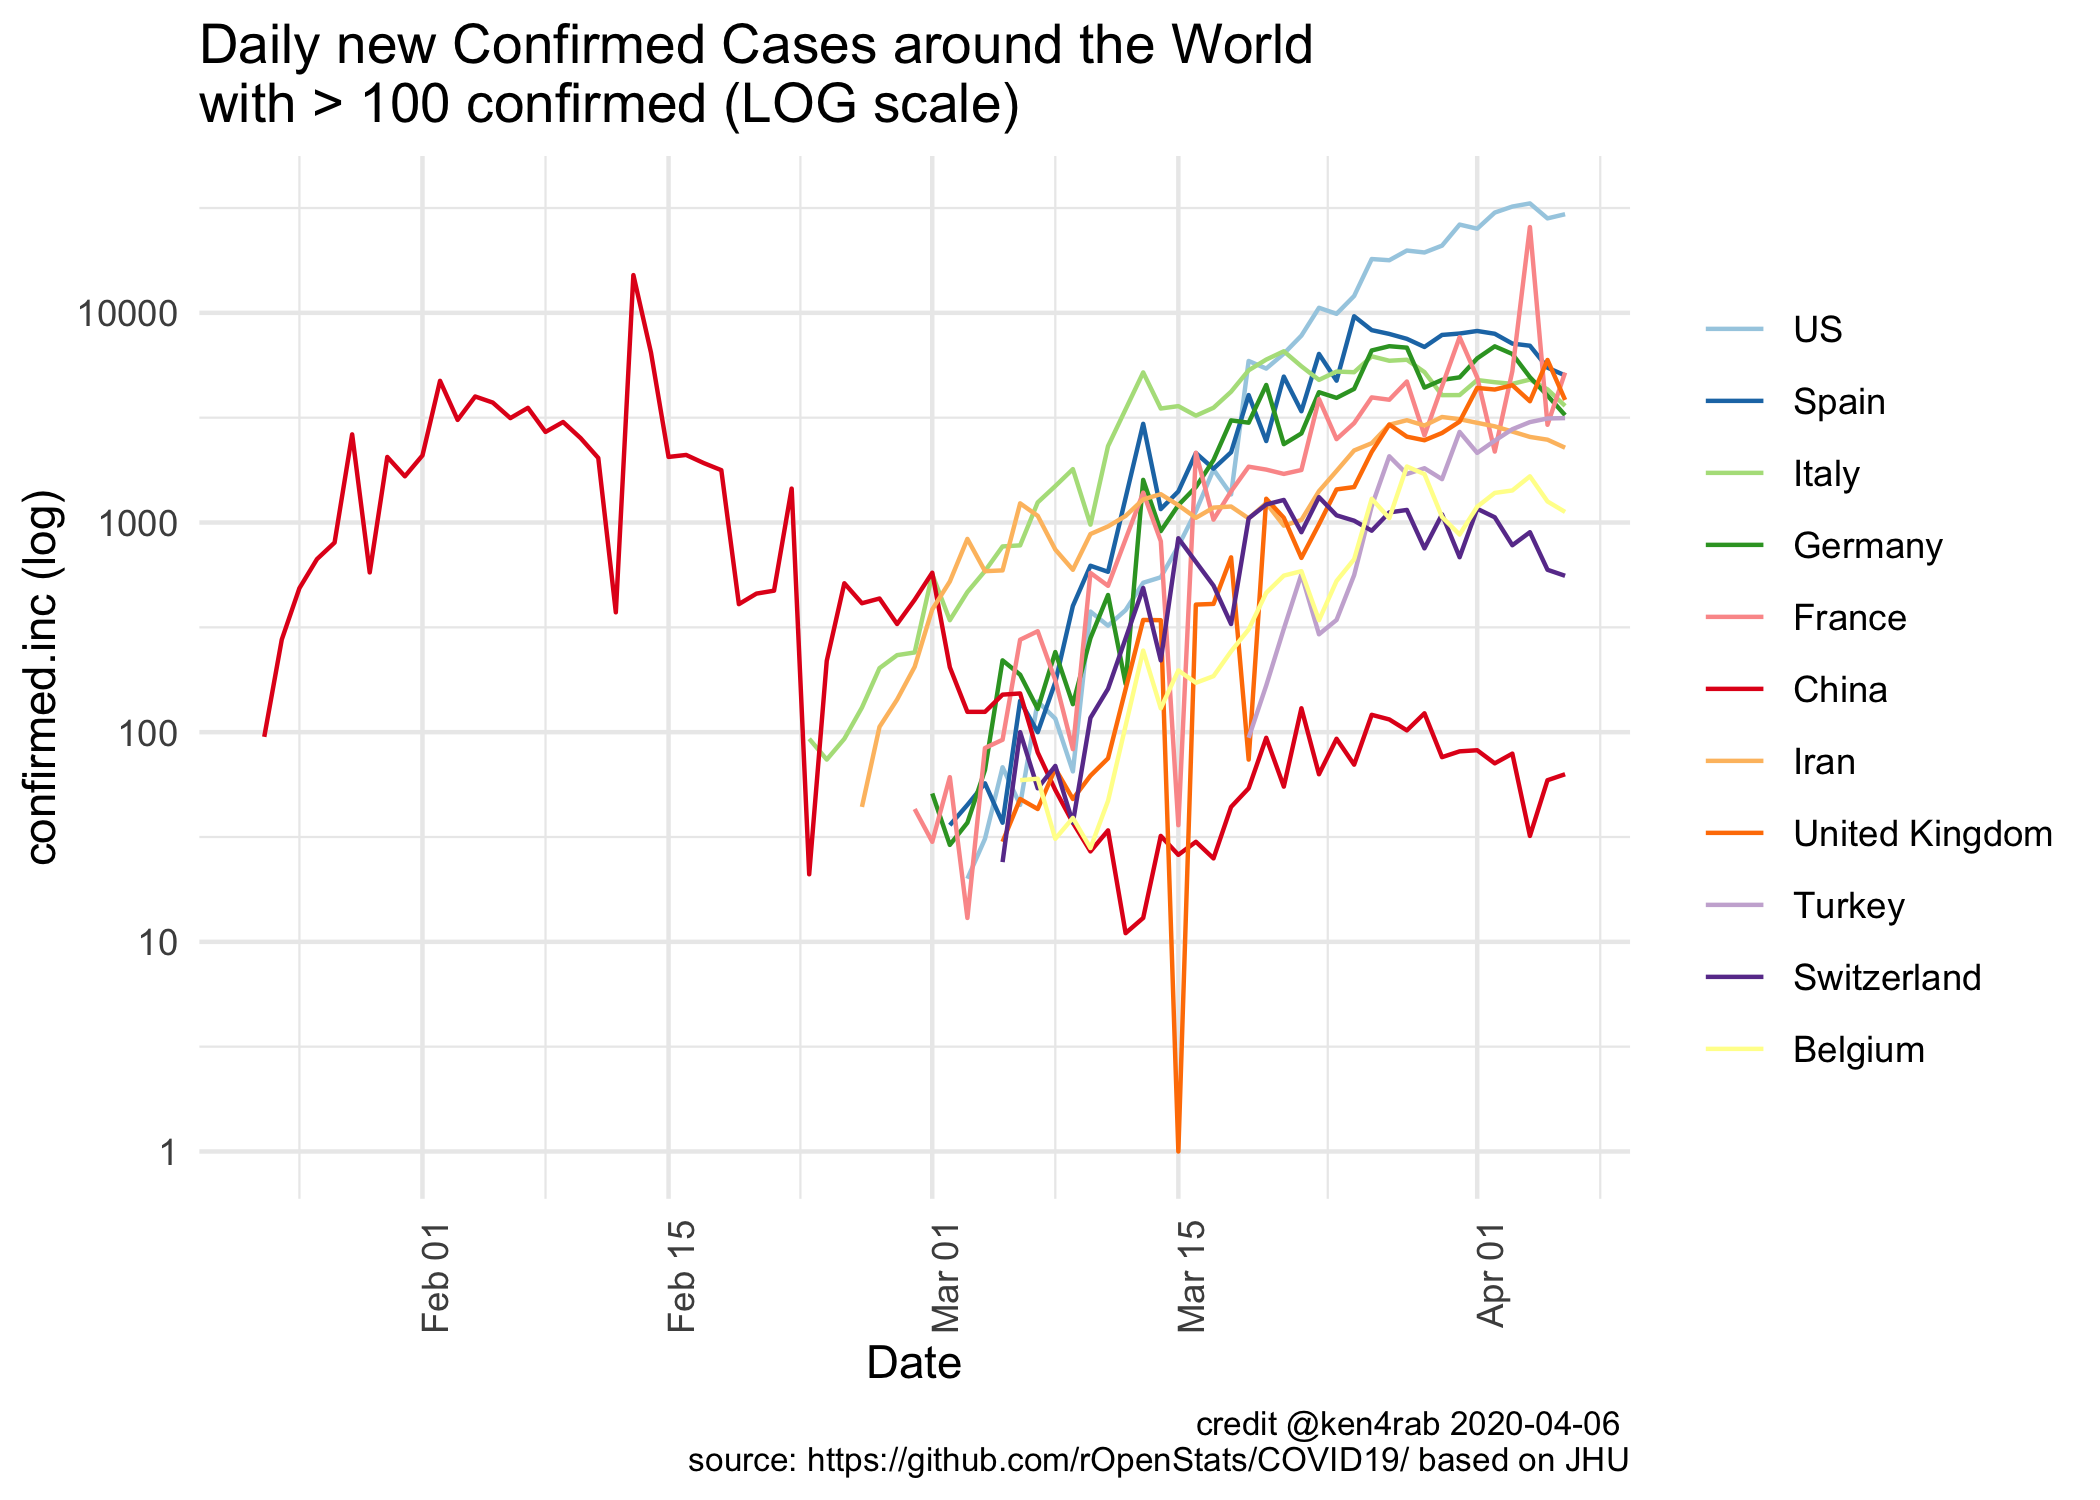 Daily new Confirmed Cases around the World
with > 100 confirmed (LOG scale)
confirmed.inc (log)
10000
1000
100
10
1
Feb 01
Feb 15
Mar 01
Mar 15
Apr 01
Date
US
Spain
Italy
Germany
France
China
Iran
United Kingdom
Turkey
Switzerland
Belgium
credit @ken4rab 2020-04-06
source: https://github.com/rOpenStats/COVID19/ based on JHU